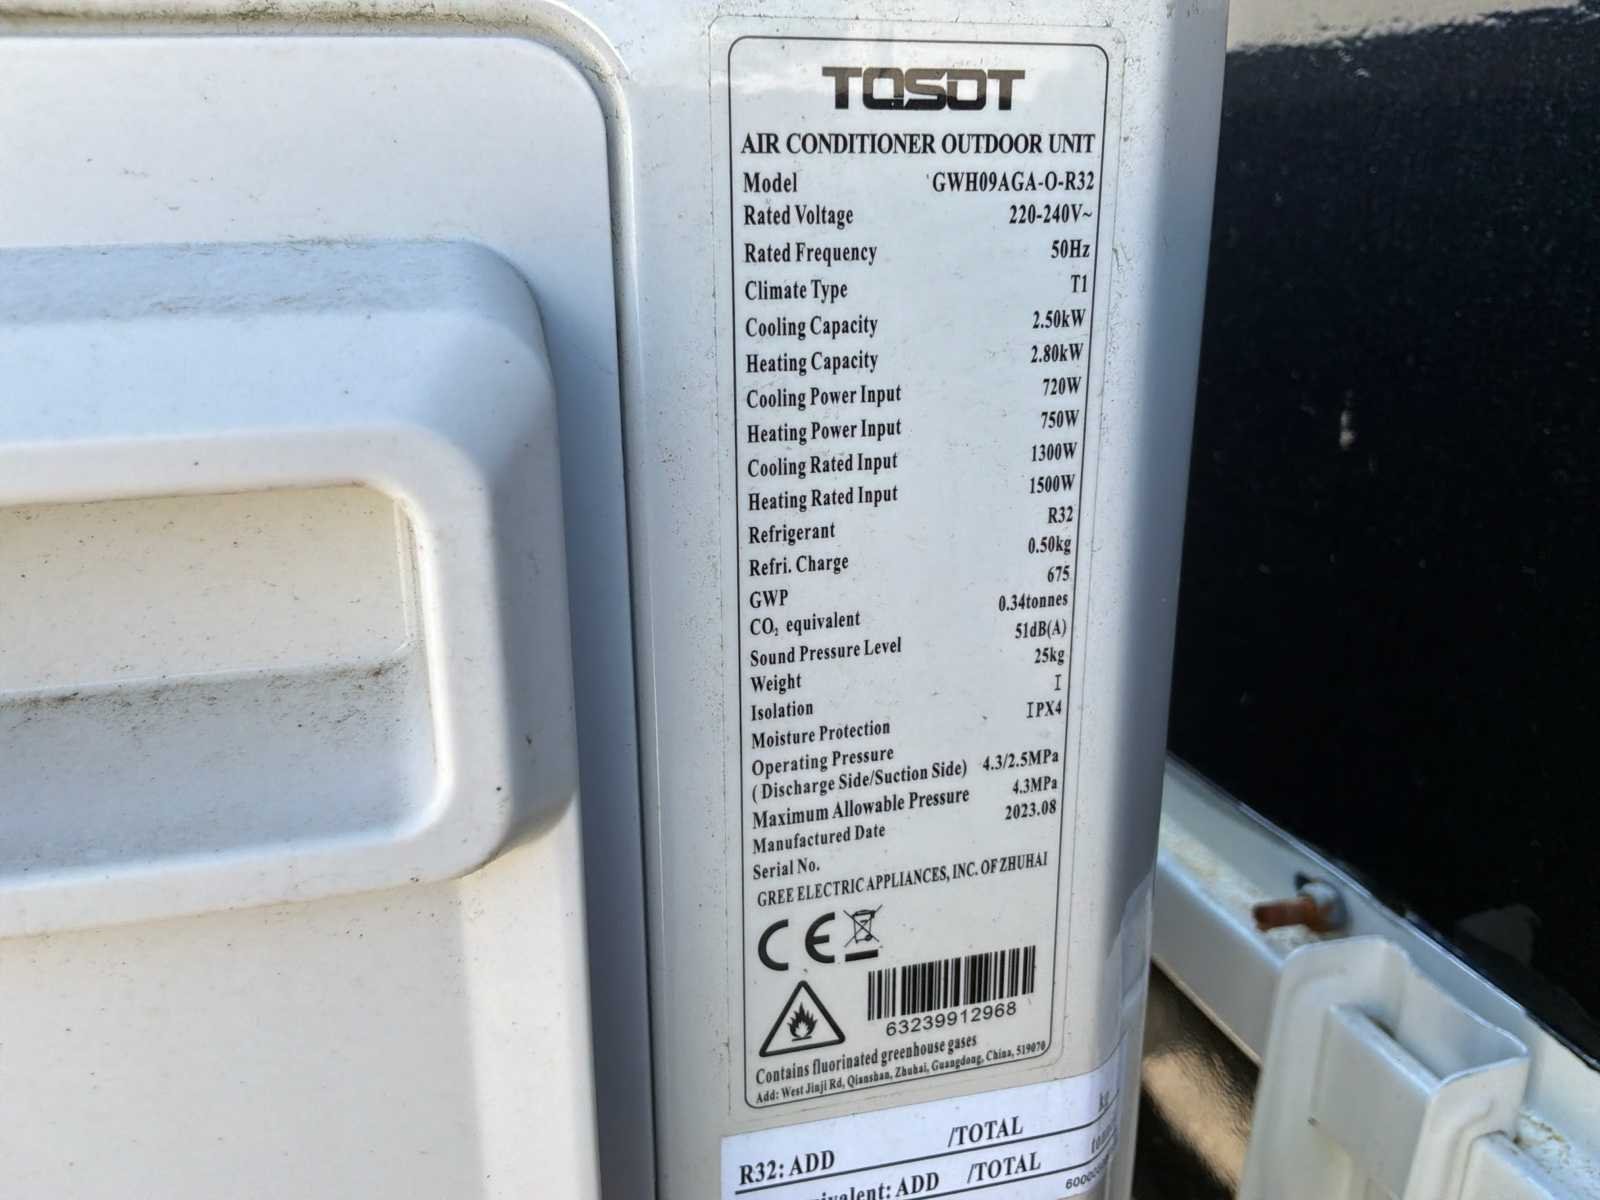 TOSOT
AIR CONDITIONER OUTDOOR UNIT
Model GWH09AGA-O-R32
Rated Voltage 220-240V~
Rated Frequency 50Hz
Climate Type T1
Cooling Capacity 2.50kW
Heating Capacity 2.80kW
Cooling Power Input 720W
Heating Power Input 750W
Cooling Rated Input 1300W
Heating Rated Input 1500W
Refrigerant R32
Refri. Charge 0.50kg
GWP 675
CO₂ equivalent 0.34tonnes
Sound Pressure Level 51dB(A)
Weight 25kg
Isolation I
Moisture Protection IPX4
Operating Pressure
(Discharge Side/Suction Side) 4.3/2.5MPa
Maximum Allowable Pressure 4.3MPa
Manufactured Date 2023.08
Serial No.
GREE ELECTRIC APPLIANCES, INC. OF ZHUHAI
CE
63239912968
Contains fluorinated greenhouse gases
Add: West Jinji Rd, Qianshan, Zhuhai, Guangdong, China, 519070
R32: ADD /TOTAL kg
ADD /TOTAL